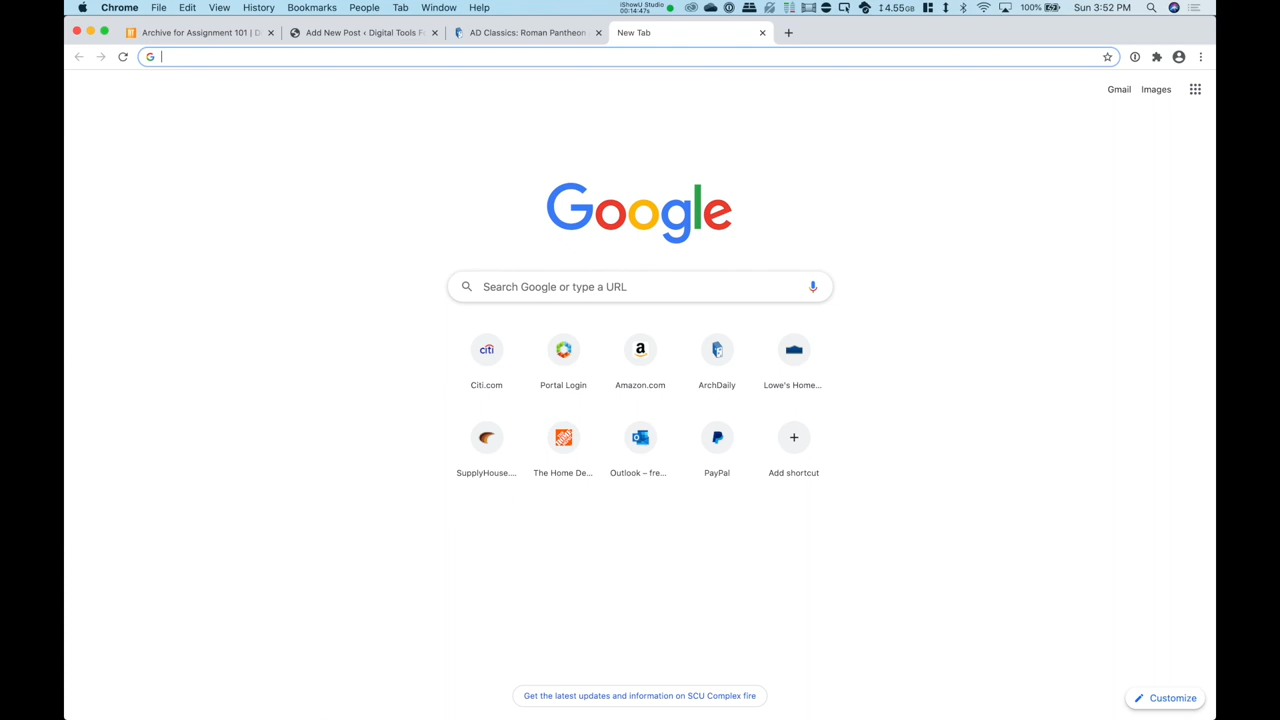 Chrome File Edit View History Bookmarks People Tab Window Help iShowU Studio 00:14:47s 4.55GB 100% Sun 3:52 PM
Archive for Assignment 101 | D Add New Post ‹ Digital Tools Fo AD Classics: Roman Pantheon New Tab
Gmail Images
Google
Search Google or type a URL
citi a
Citi.com Portal Login Amazon.com ArchDaily Lowe's Home...
SupplyHouse.... The Home De... Outlook – fre... PayPal Add shortcut
Get the latest updates and information on SCU Complex fire
Customize